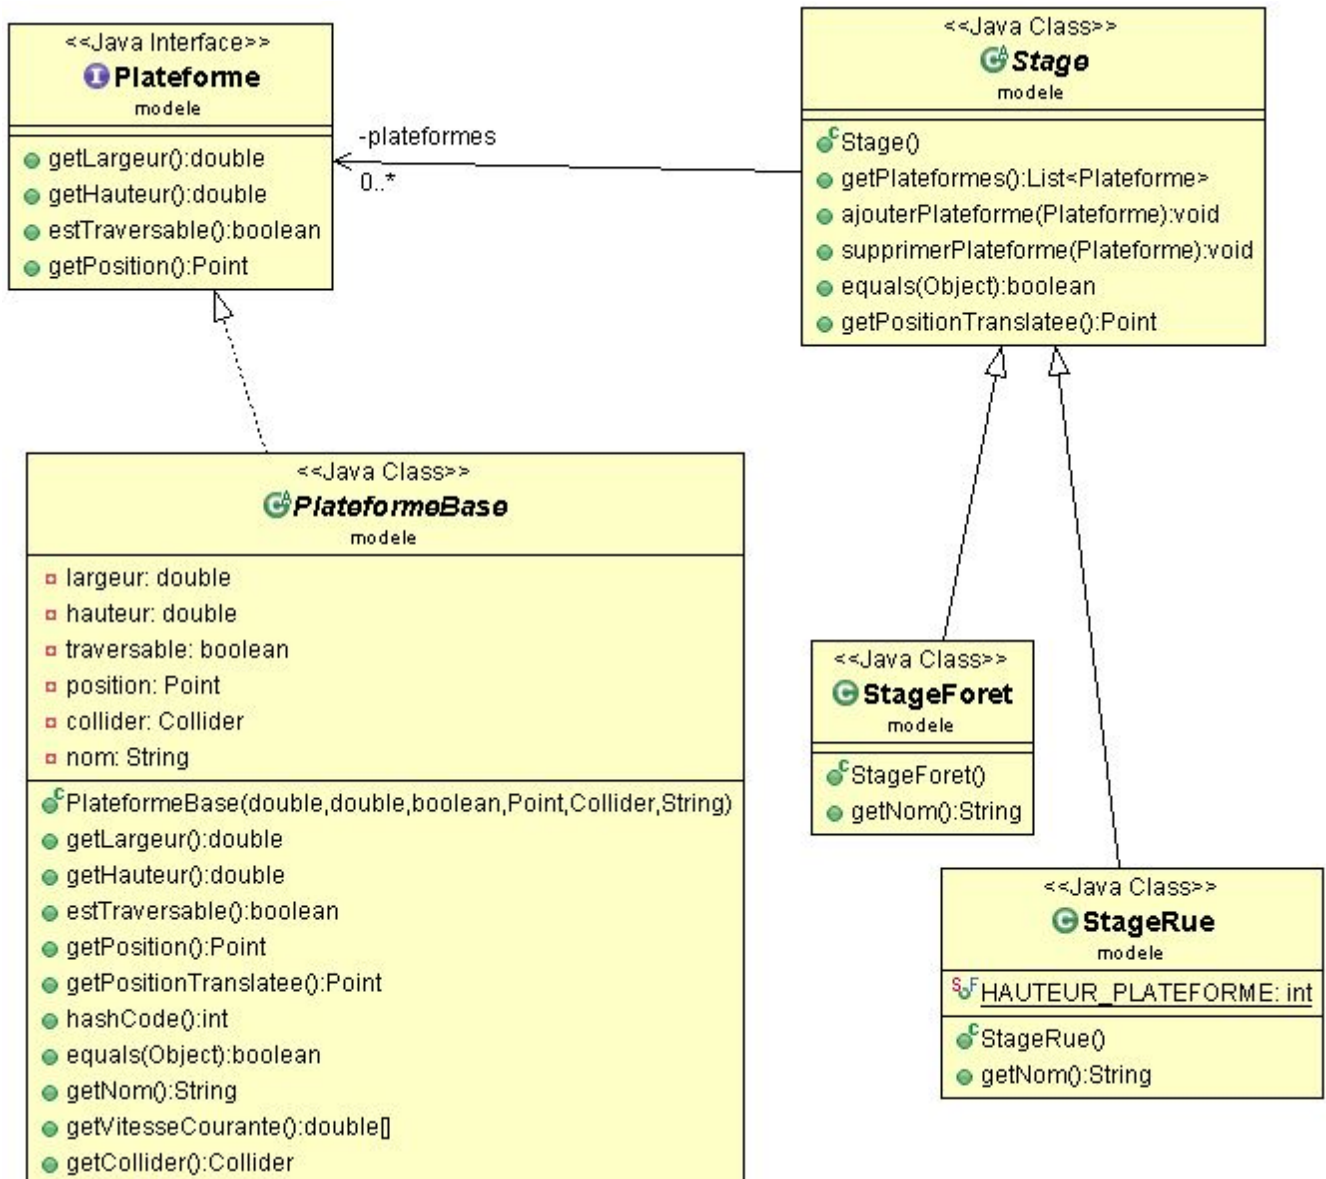 <<Java Interface>>
Plateforme
modele
getLargeur():double
getHauteur():double
estTraversable():boolean
getPosition():Point
-plateformes
0..*
<<Java Class>>
Stage
modele
Stage()
getPlateformes():List<Plateforme>
ajouterPlateforme(Plateforme):void
supprimerPlateforme(Plateforme):void
equals(Object):boolean
getPositionTranslatee():Point
<<Java Class>>
PlateformeBase
modele
largeur: double
hauteur: double
traversable: boolean
position: Point
collider: Collider
nom: String
PlateformeBase(double,double,boolean,Point,Collider,String)
getLargeur():double
getHauteur():double
estTraversable():boolean
getPosition():Point
getPositionTranslatee():Point
hashCode():int
equals(Object):boolean
getNom():String
getVitesseCourante():double[]
getCollider():Collider
<<Java Class>>
StageForet
modele
StageForet()
getNom():String
<<Java Class>>
StageRue
modele
HAUTEUR_PLATEFORME: int
StageRue()
getNom():String